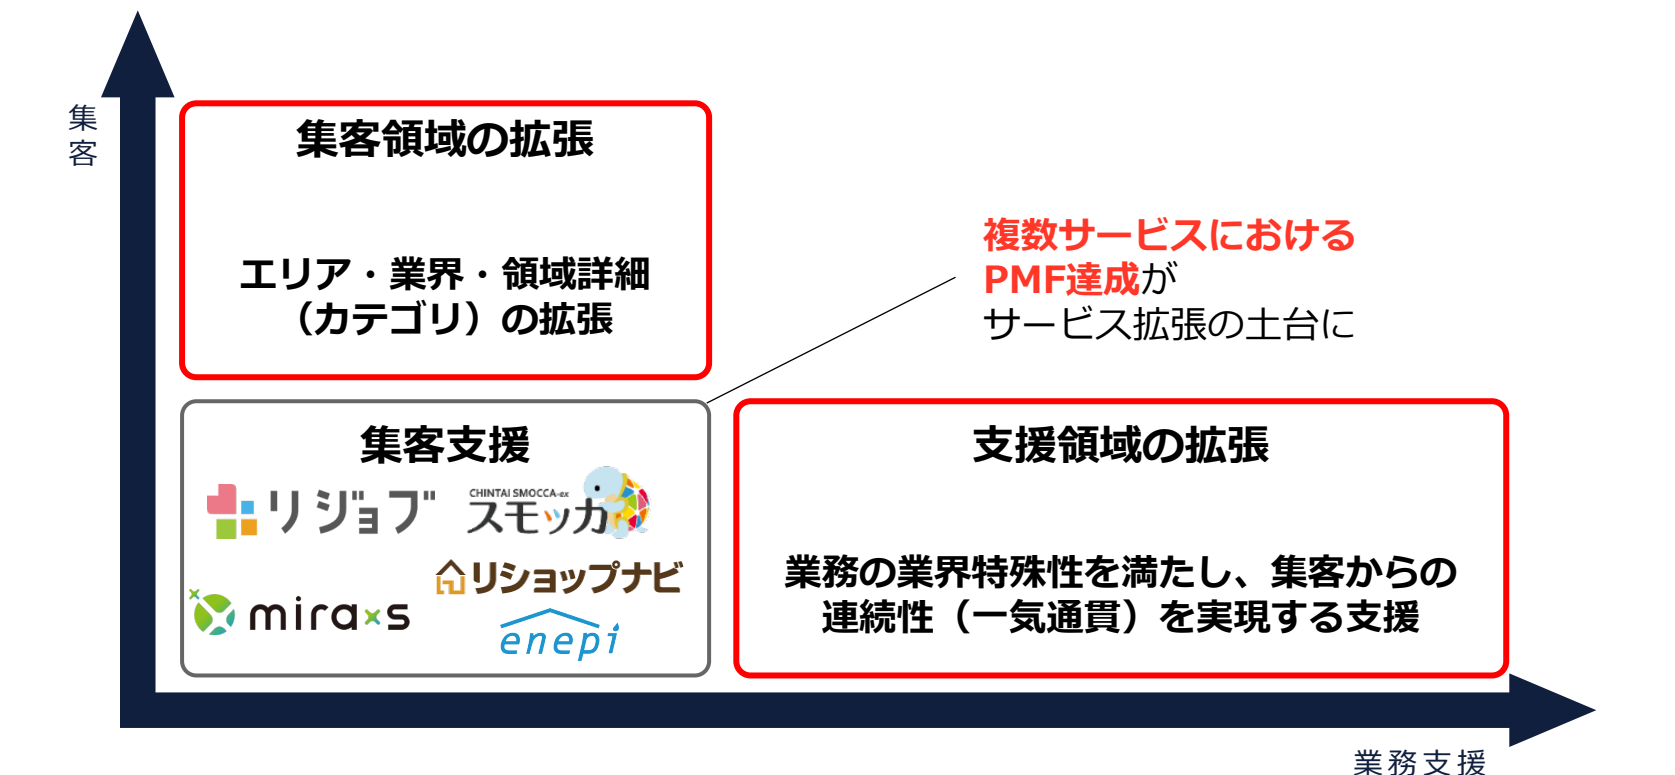 集客
集客領域の拡張
エリア・業界・領域詳細
（カテゴリ）の拡張
複数サービスにおける
PMF達成が
サービス拡張の土台に
集客支援
リジョブ
CHINTAI SMOCCA-ex
スモッカ
リショップナビ
miraxs
enepi
支援領域の拡張
業務の業界特殊性を満たし、集客からの
連続性（一気通貫）を実現する支援
業務支援